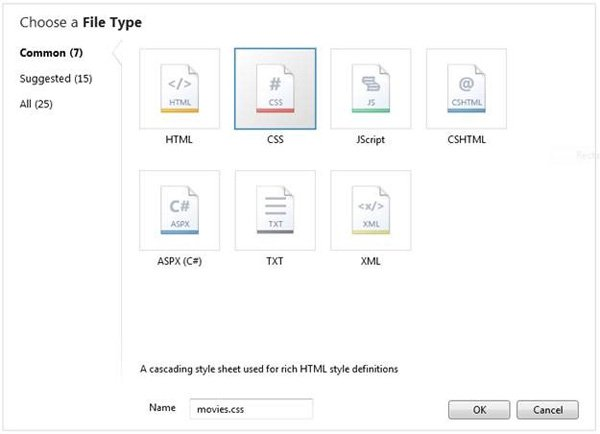 Choose a File Type
Common (7)
Suggested (15)
All (25)
</> # JS @
HTML CSS JS CSHTML
HTML CSS JScript CSHTML
C# <x/>
ASPX TXT XML
ASPX (C#) TXT XML
A cascading style sheet used for rich HTML style definitions
Name movies.css OK Cancel